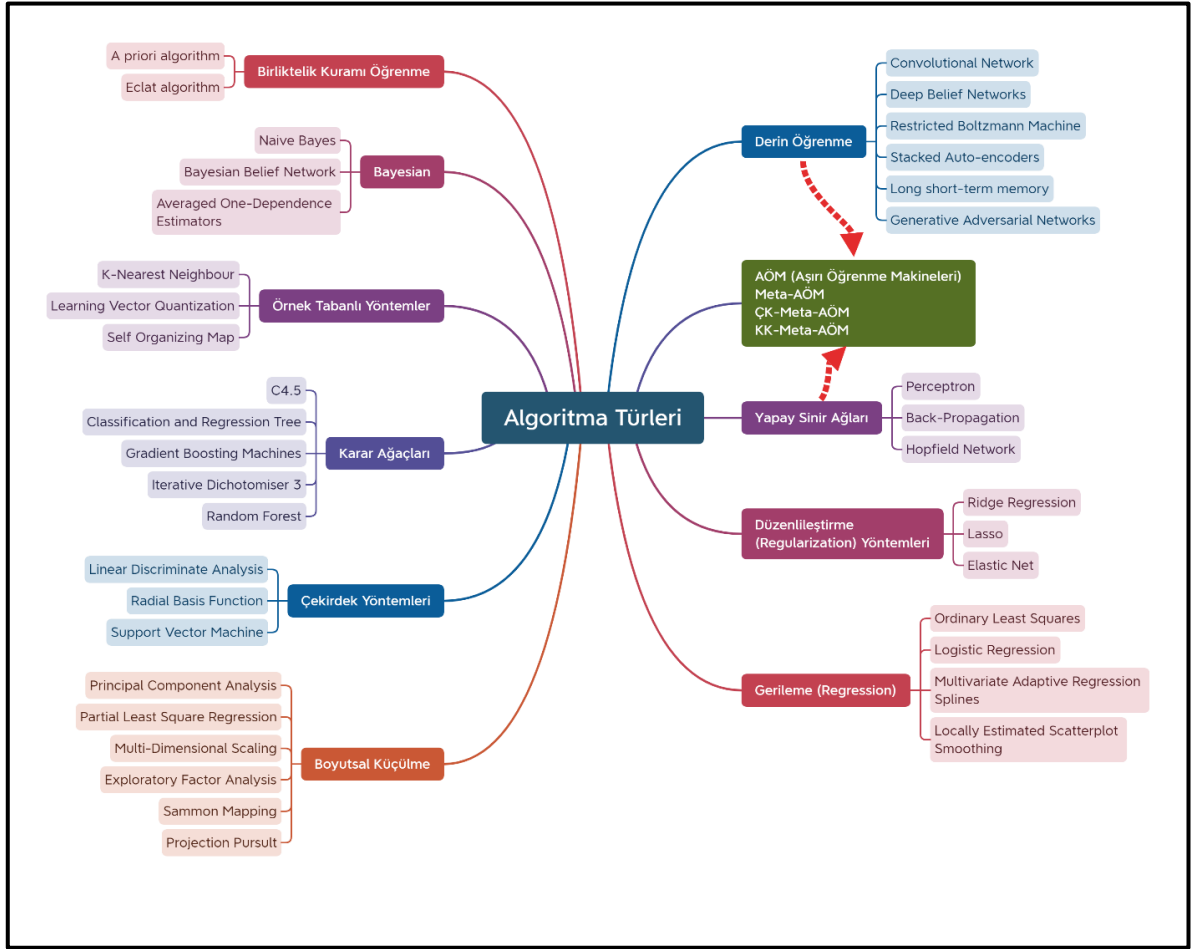 Algoritma Türleri
Birliktelik Kuramı Öğrenme
A priori algorithm
Eclat algorithm
Bayesian
Naive Bayes
Bayesian Belief Network
Averaged One-Dependence
Estimators
Örnek Tabanlı Yöntemler
K-Nearest Neighbour
Learning Vector Quantization
Self Organizing Map
Karar Ağaçları
C4.5
Classification and Regression Tree
Gradient Boosting Machines
Iterative Dichotomiser 3
Random Forest
Çekirdek Yöntemleri
Linear Discriminate Analysis
Radial Basis Function
Support Vector Machine
Boyutsal Küçülme
Principal Component Analysis
Partial Least Square Regression
Multi-Dimensional Scaling
Exploratory Factor Analysis
Sammon Mapping
Projection Pursult
Derin Öğrenme
Convolutional Network
Deep Belief Networks
Restricted Boltzmann Machine
Stacked Auto-encoders
Long short-term memory
Generative Adversarial Networks
AÖM (Aşırı Öğrenme Makineleri)
Meta-AÖM
ÇK-Meta-AÖM
KK-Meta-AÖM
Yapay Sinir Ağları
Perceptron
Back-Propagation
Hopfield Network
Düzenlileştirme
(Regularization) Yöntemleri
Ridge Regression
Lasso
Elastic Net
Gerileme (Regression)
Ordinary Least Squares
Logistic Regression
Multivariate Adaptive Regression
Splines
Locally Estimated Scatterplot
Smoothing